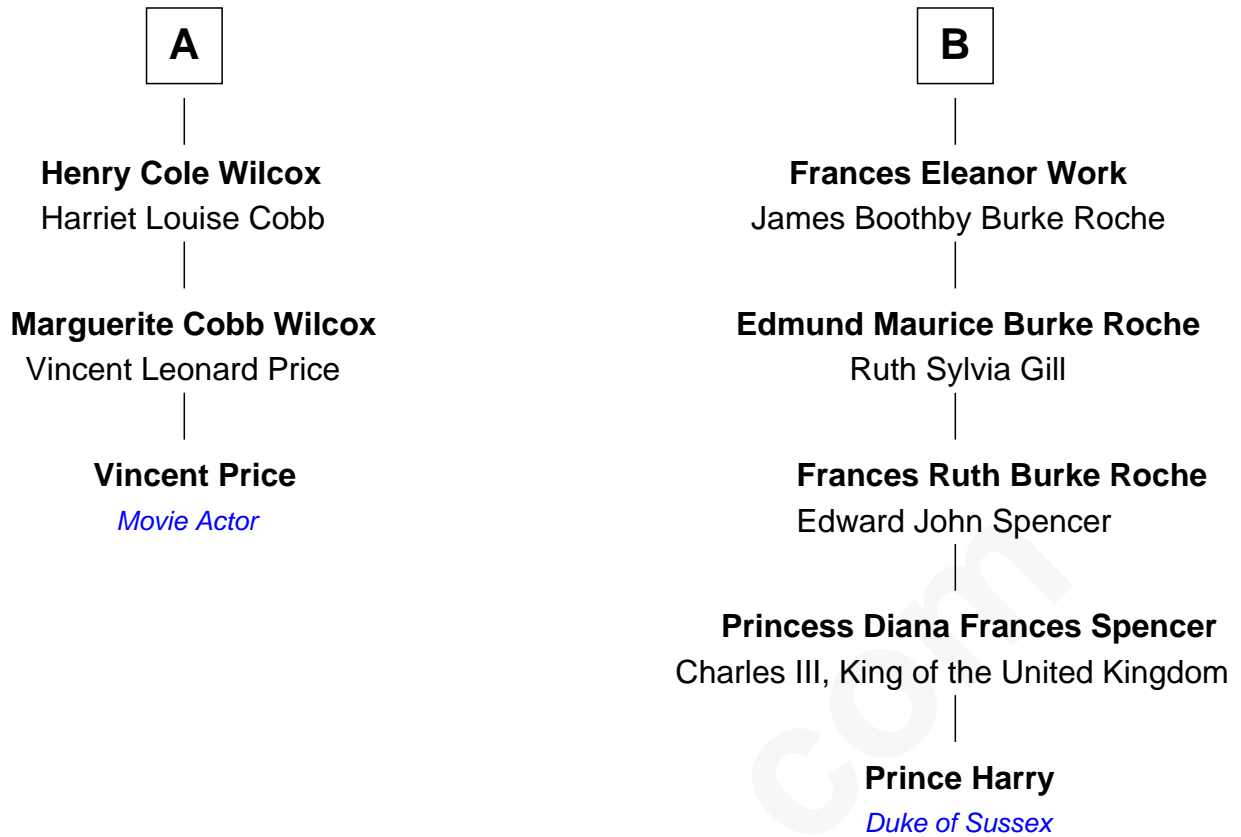 A
Henry Cole Wilcox
Harriet Louise Cobb
Marguerite Cobb Wilcox
Vincent Leonard Price
Vincent Price
Movie Actor
B
Frances Eleanor Work
James Boothby Burke Roche
Edmund Maurice Burke Roche
Ruth Sylvia Gill
Frances Ruth Burke Roche
Edward John Spencer
Princess Diana Frances Spencer
Charles III, King of the United Kingdom
Prince Harry
Duke of Sussex
com